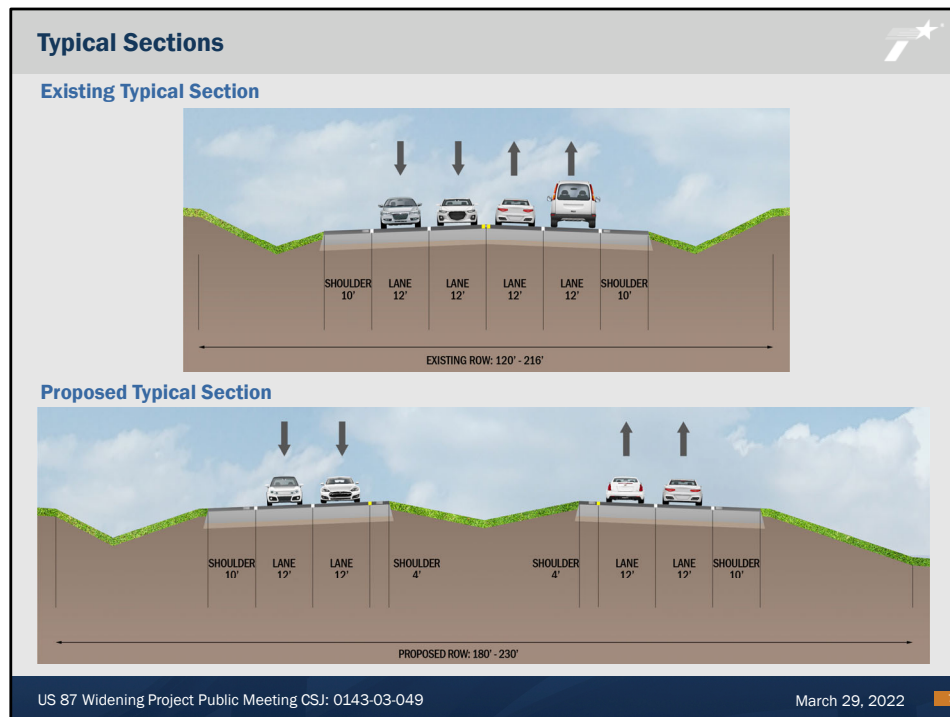 Typical Sections
Existing Typical Section
SHOULDER LANE LANE LANE LANE SHOULDER
10' 12' 12' 12' 12' 10'
EXISTING ROW: 120' - 216'
Proposed Typical Section
SHOULDER LANE LANE SHOULDER SHOULDER LANE LANE SHOULDER
10' 12' 12' 4' 4' 12' 12' 10'
PROPOSED ROW: 180' - 230'
US 87 Widening Project Public Meeting CSJ: 0143-03-049 March 29, 2022